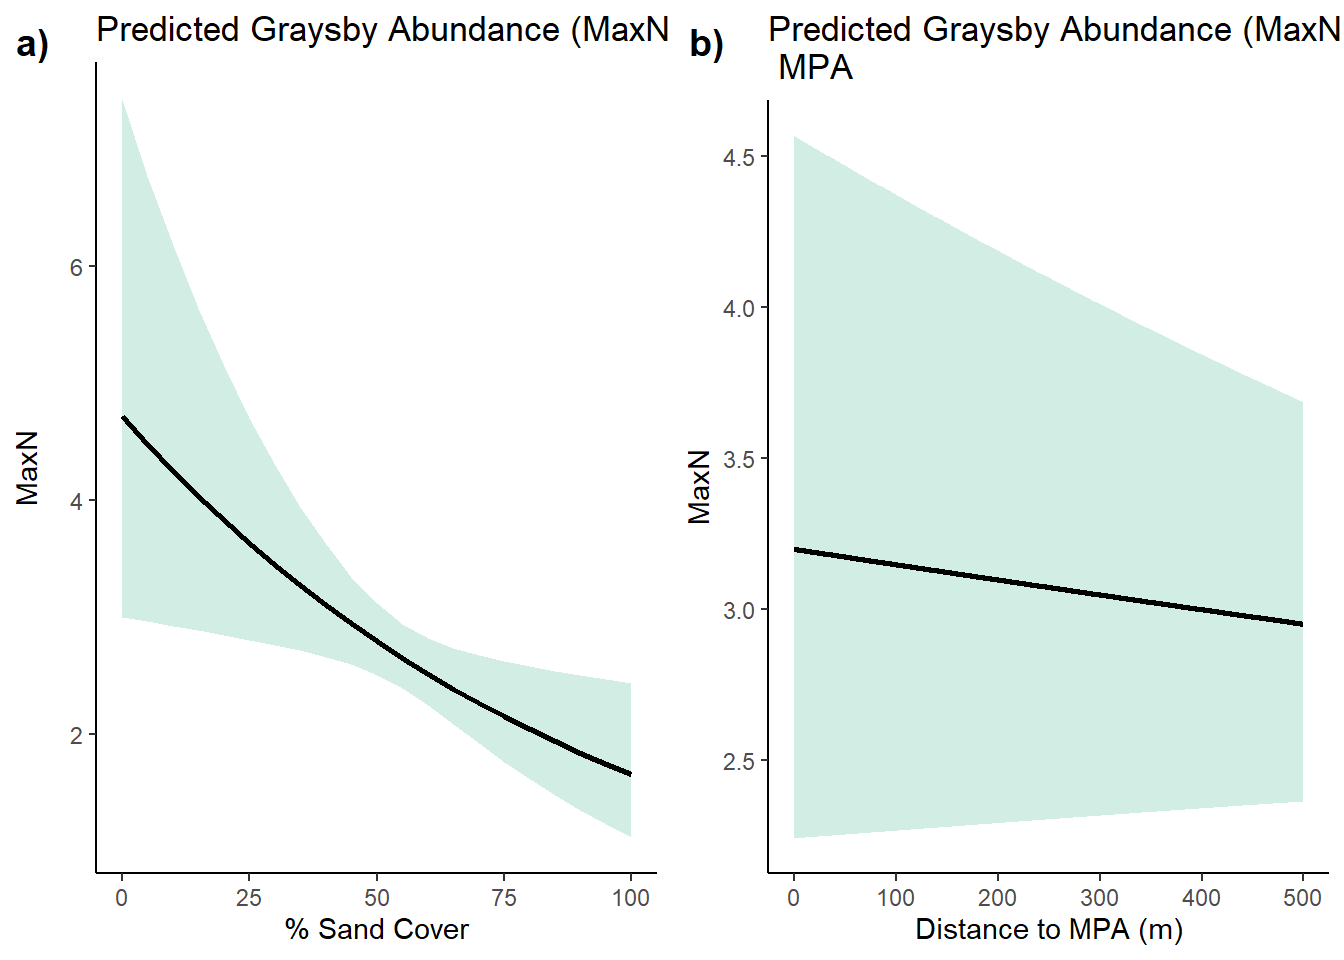 a)
Predicted Graysby Abundance (MaxN
6
4
2
MaxN
0 25 50 75 100
% Sand Cover
b)
Predicted Graysby Abundance (MaxN
MPA
4.5
4.0
3.5
3.0
2.5
MaxN
0 100 200 300 400 500
Distance to MPA (m)